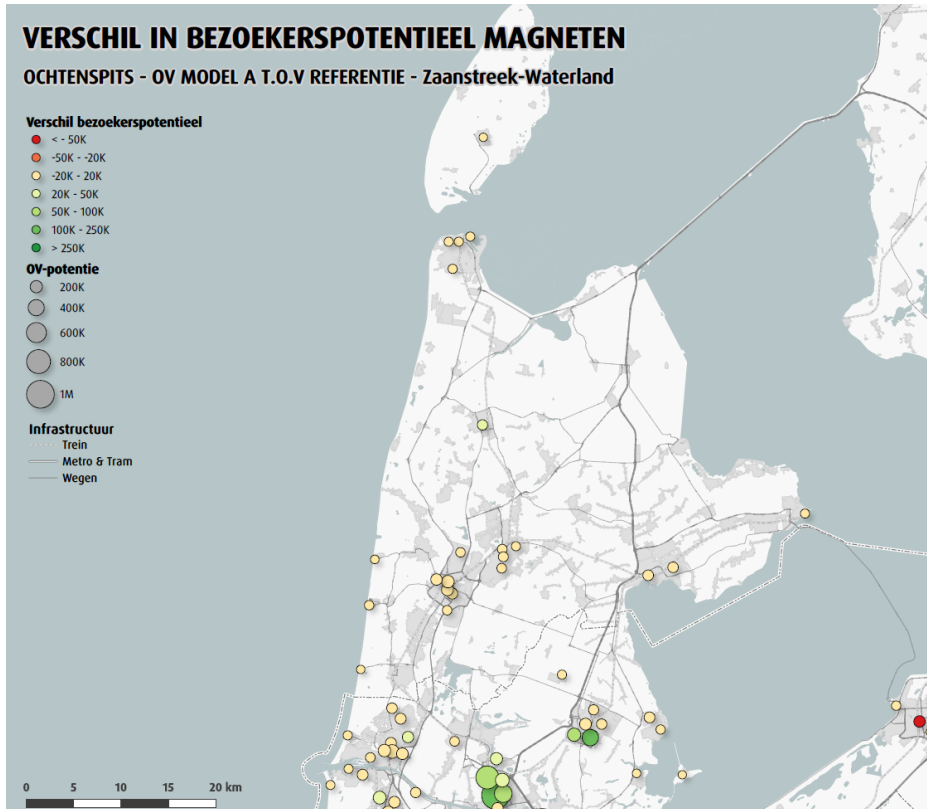 VERSCHIL IN BEZOEKERSPOTENTIEEL MAGNETEN
OCHTENSPITS - OV MODEL A T.O.V REFERENTIE - Zaanstreek-Waterland
Verschil bezoekerspotentieel
< - 50K
-50K - -20K
-20K - 20K
20K - 50K
50K - 100K
100K - 250K
> 250K
OV-potentie
200K
400K
600K
800K
1M
Infrastructuur
Trein
Metro & Tram
Wegen
0 5 10 15 20 km